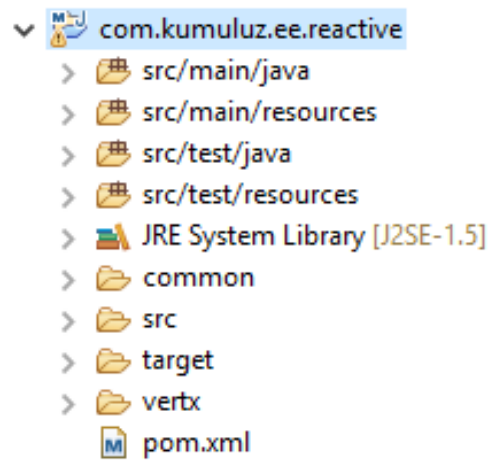 com.kumuluz.ee.reactive
src/main/java
src/main/resources
src/test/java
src/test/resources
JRE System Library [J2SE-1.5]
common
src
target
vertx
pom.xml